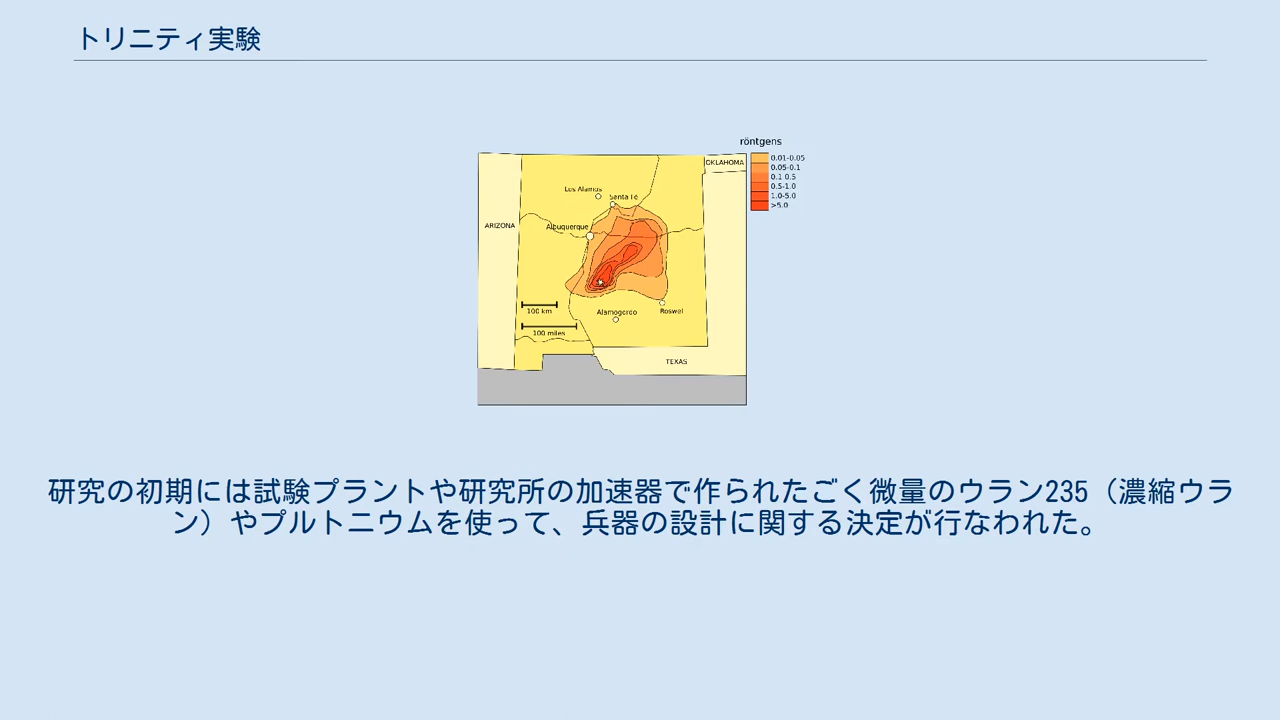 トリニティ実験
röntgens
0.01-0.05
0.05-0.1
0.1 0.5
0.5-1.0
1.0-5.0
>5.0
OKLAHOMA
Los Alamos
Santa Fé
ARIZONA
Albuquerque
100 km
Alamogordo
Roswel
100 miles
TEXAS
研究の初期には試験プラントや研究所の加速器で作られたごく微量のウラン235（濃縮ウラ
ン）やプルトニウムを使って、兵器の設計に関する決定が行なわれた。